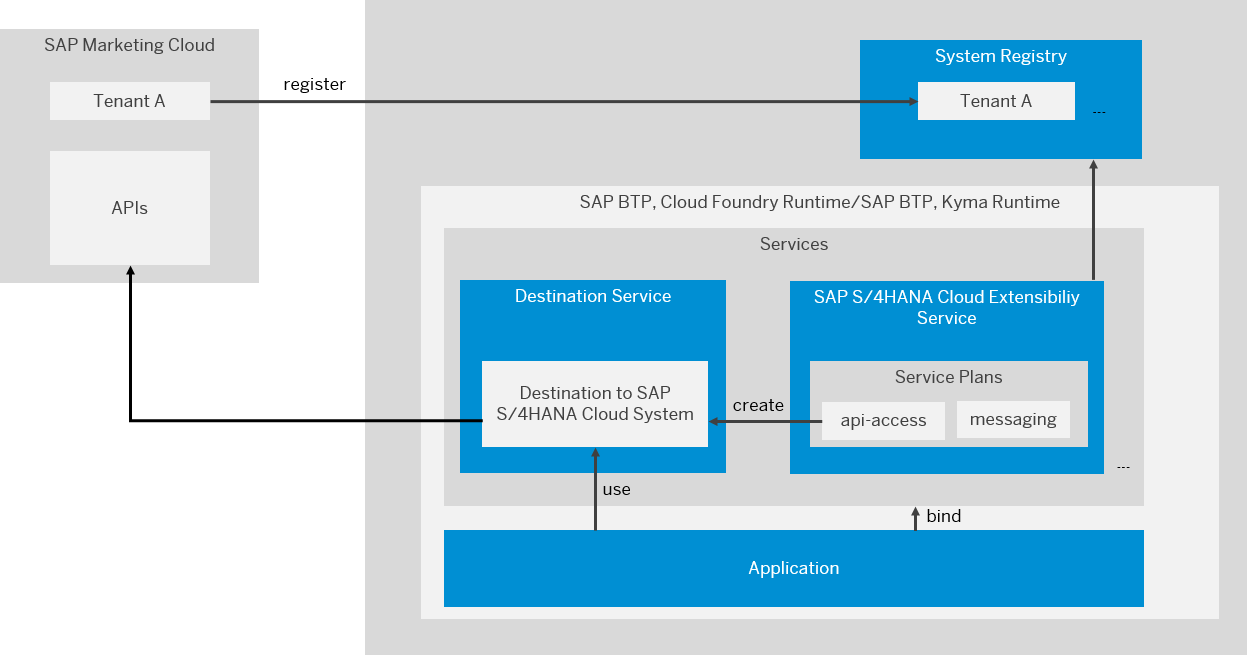 SAP Marketing Cloud
Tenant A
APIs
register
System Registry
Tenant A
---
SAP BTP, Cloud Foundry Runtime/SAP BTP, Kyma Runtime
Services
Destination Service
Destination to SAP
S/4HANA Cloud System
create
SAP S/4HANA Cloud Extensibiliy
Service
Service Plans
api-access
messaging
---
use
bind
Application